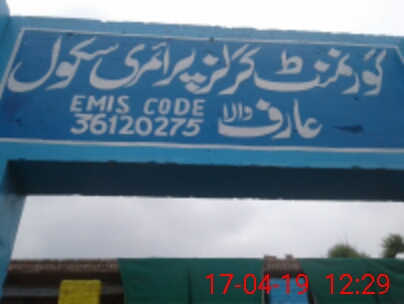 گورنمنٹ گرلز پرائمری سکول
EMIS CODE
36120275
عارف والا
17-04-19 12:29